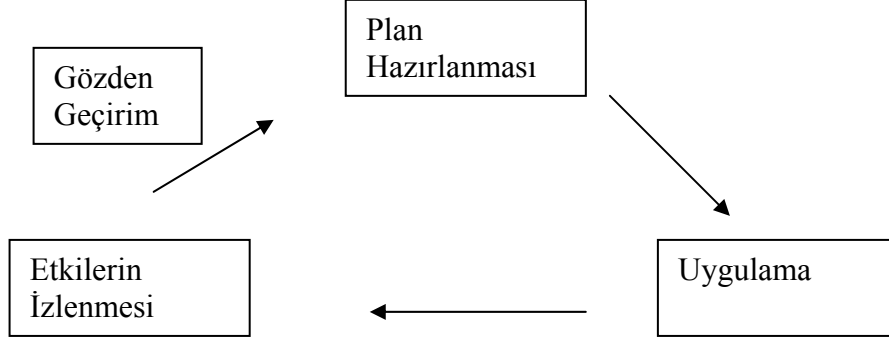 Plan
Hazırlanması
Gözden
Geçirim
Etkilerin
İzlenmesi
Uygulama